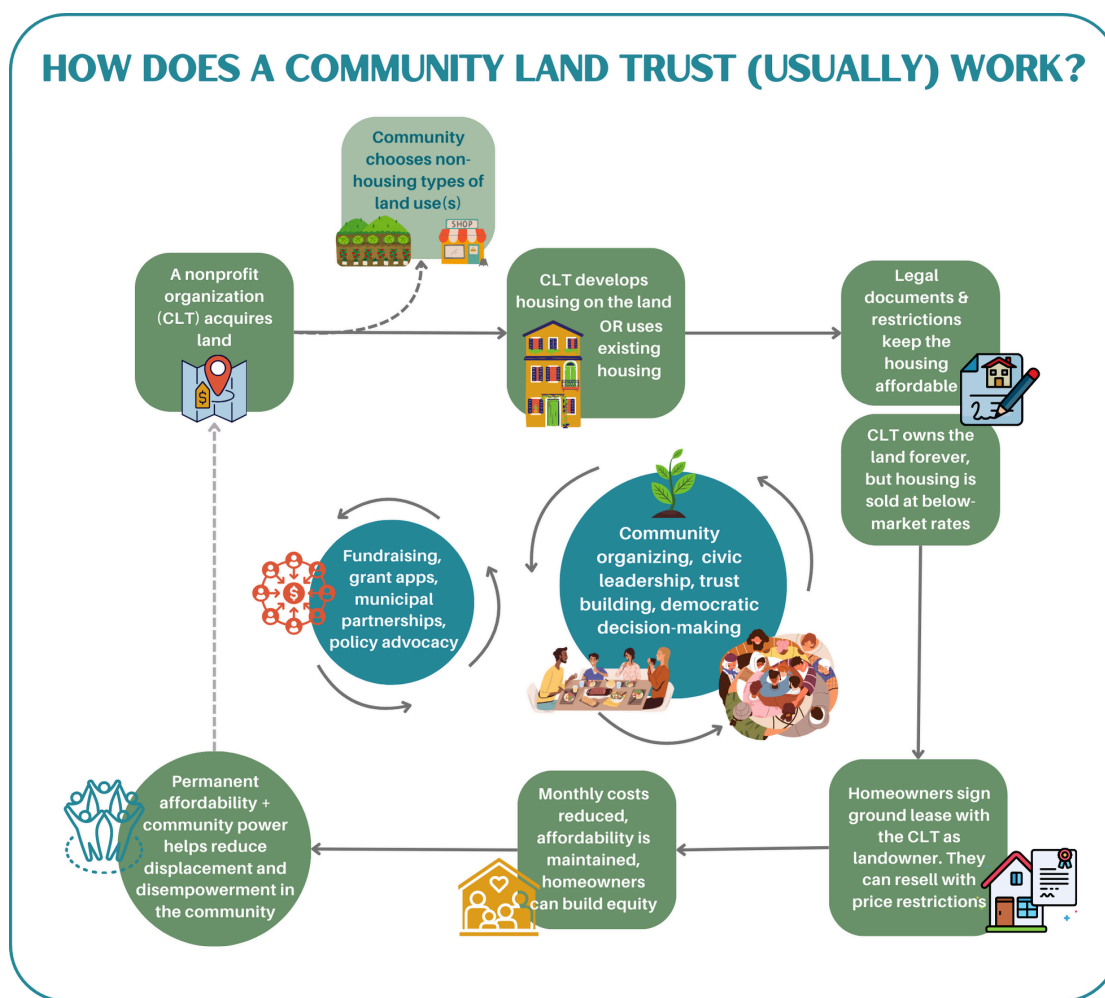 HOW DOES A COMMUNITY LAND TRUST (USUALLY) WORK?
Community
chooses non-
housing types of
land use(s)
SHOP
A nonprofit
organization
(CLT) acquires
land
$
CLT develops
housing on the land
OR uses
existing
housing
Legal
documents &
restrictions
keep the
housing
affordable
CLT owns the
land forever,
but housing is
sold at below-
market rates
Fundraising,
grant apps,
municipal
partnerships,
policy advocacy
$
Community
organizing, civic
leadership, trust
building, democratic
decision-making
Permanent
affordability +
community power
helps reduce
displacement and
disempowerment in
the community
Monthly costs
reduced,
affordability is
maintained,
homeowners
can build equity
Homeowners sign
ground lease with
the CLT as
landowner. They
can resell with
price restrictions